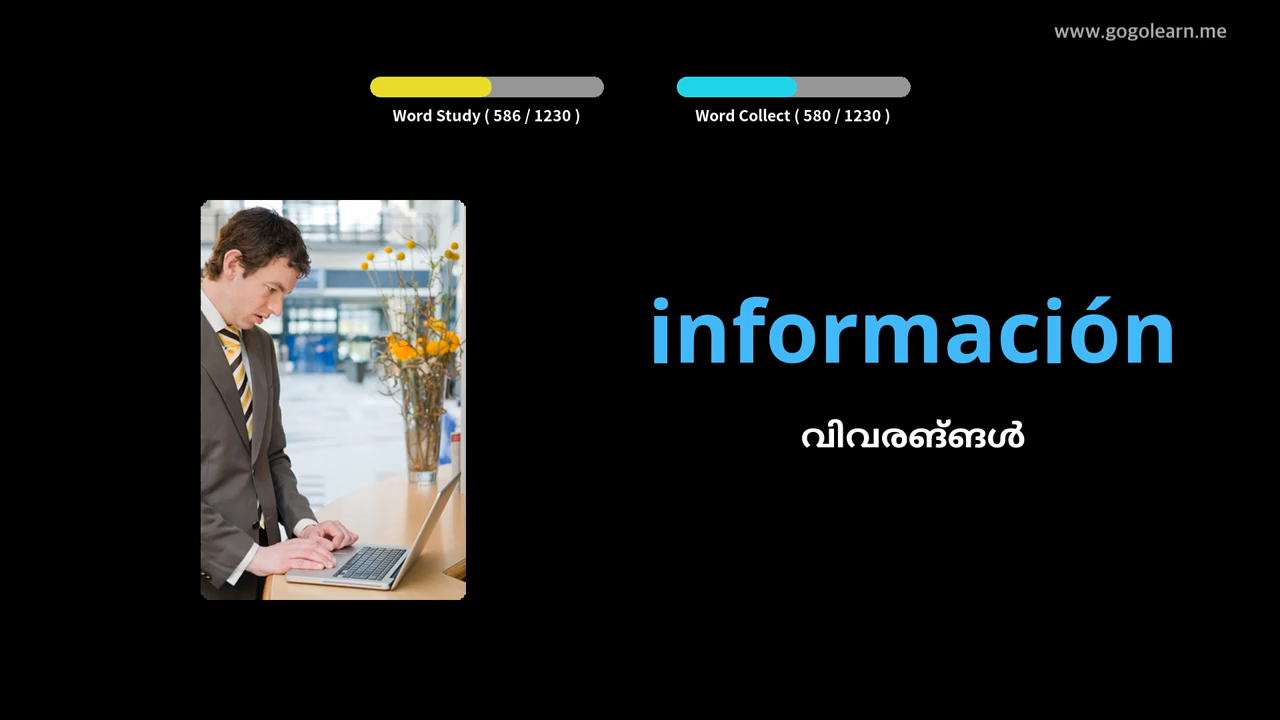 www.gogolearn.me
Word Study ( 586 / 1230 )
Word Collect ( 580 / 1230 )
información
വിവരങ്ങൾ